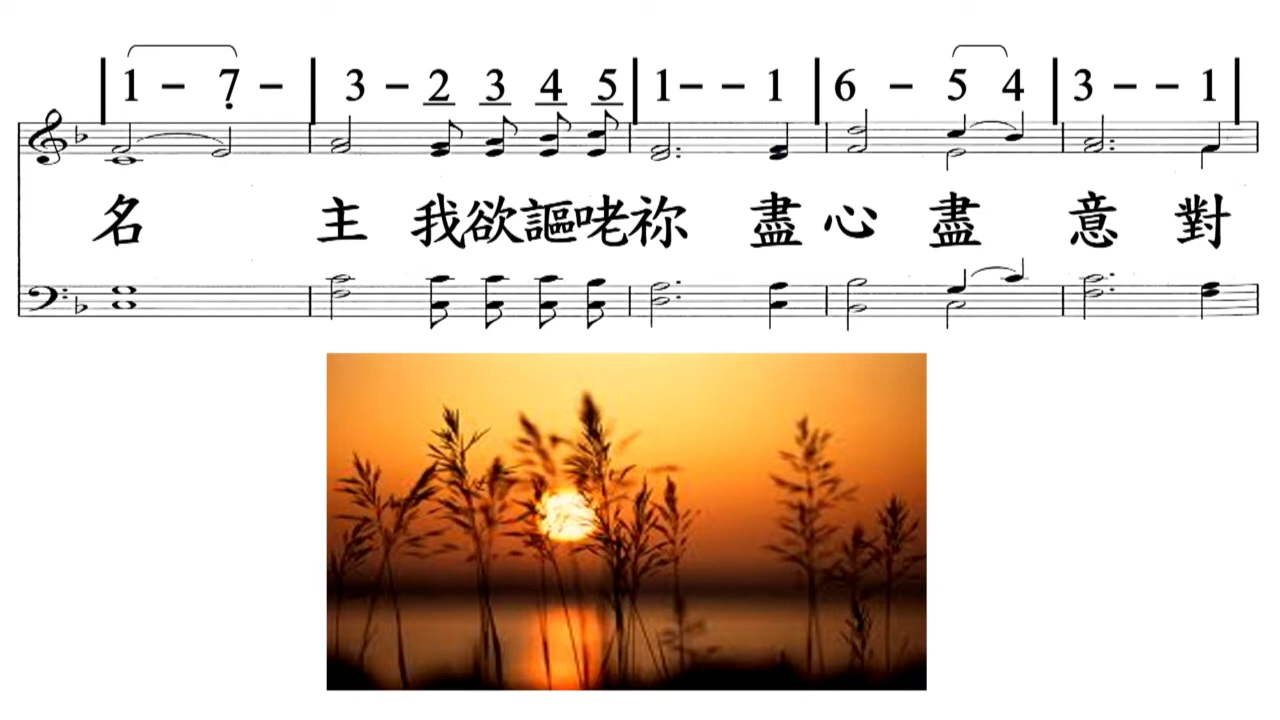 1 – 7 – 3 – 2 3 4 5 1 – – 1 6 – 5 4 3 – – 1
名 主 我欲謳咾祢 盡 心 盡 意 對